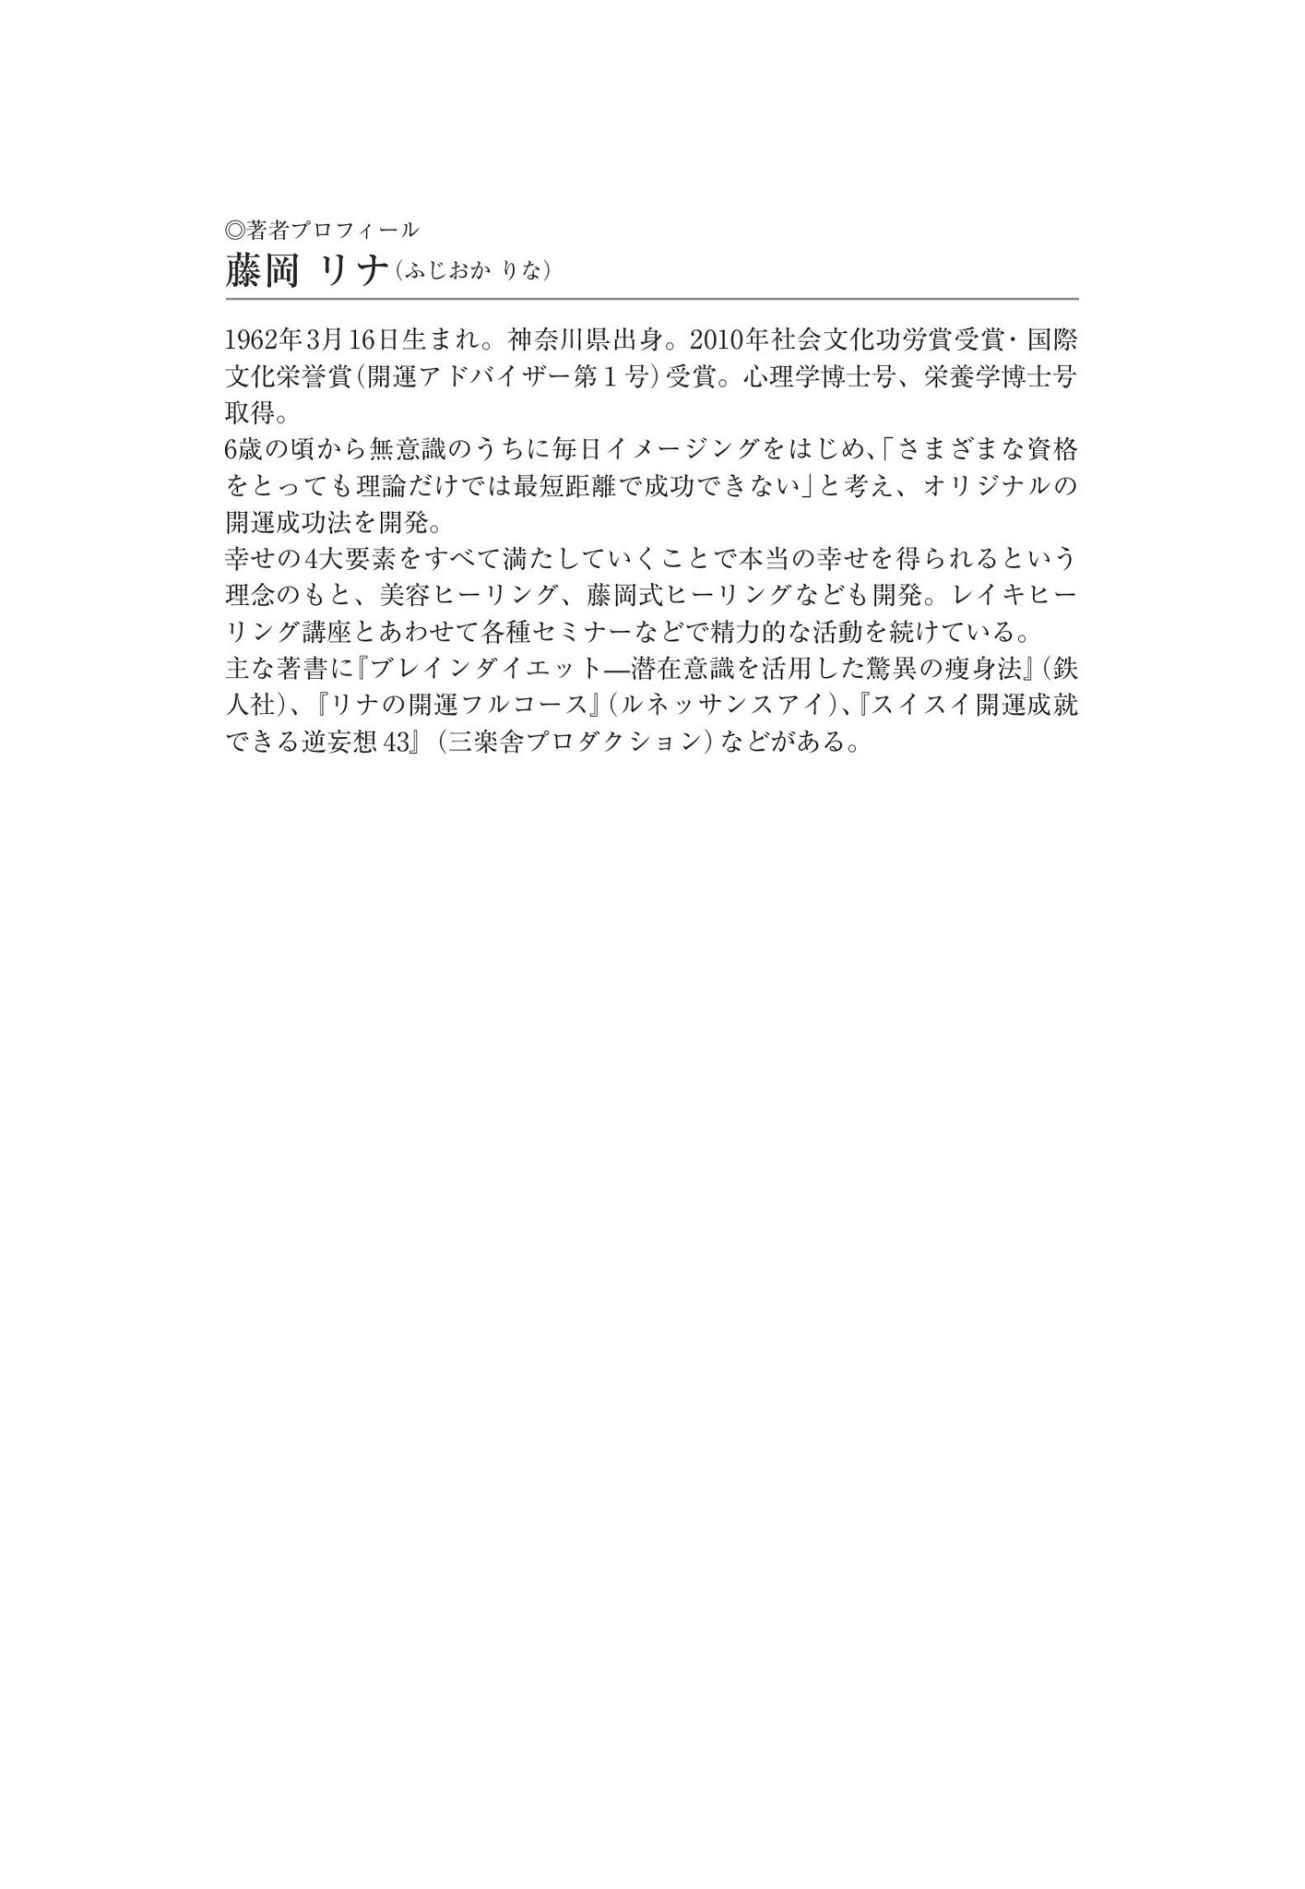 ◎著者プロフィール
藤岡 リナ（ふじおか りな）
1962年3月16日生まれ。神奈川県出身。2010年社会文化功労賞受賞・国際
文化栄誉賞（開運アドバイザー第１号）受賞。心理学博士号、栄養学博士号
取得。
6歳の頃から無意識のうちに毎日イメージングをはじめ、「さまざまな資格
をとっても理論だけでは最短距離で成功できない」と考え、オリジナルの
開運成功法を開発。
幸せの4大要素をすべて満たしていくことで本当の幸せを得られるという
理念のもと、美容ヒーリング、藤岡式ヒーリングなども開発。レイキヒー
リング講座とあわせて各種セミナーなどで精力的な活動を続けている。
主な著書に『ブレインダイエット―潜在意識を活用した驚異の痩身法』（鉄
人社）、『リナの開運フルコース』（ルネッサンスアイ）、『スイスイ開運成就
できる逆妄想43』（三楽舎プロダクション）などがある。